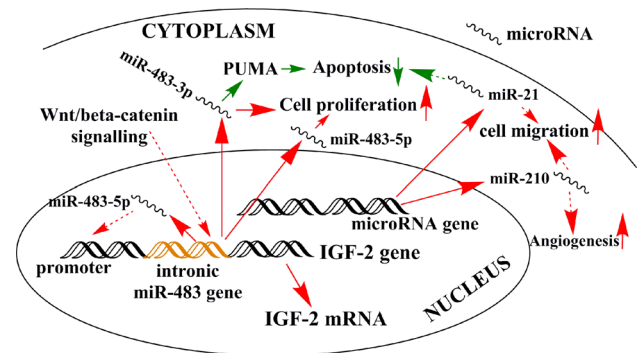 CYTOPLASM
microRNA
miR-483-3p
PUMA
Apoptosis
miR-21
Cell proliferation
Wnt/beta-catenin
signalling
miR-483-5p
cell migration
miR-483-5p
miR-210
microRNA gene
Angiogenesis
IGF-2 gene
promoter
intronic
miR-483 gene
IGF-2 mRNA
NUCLEUS